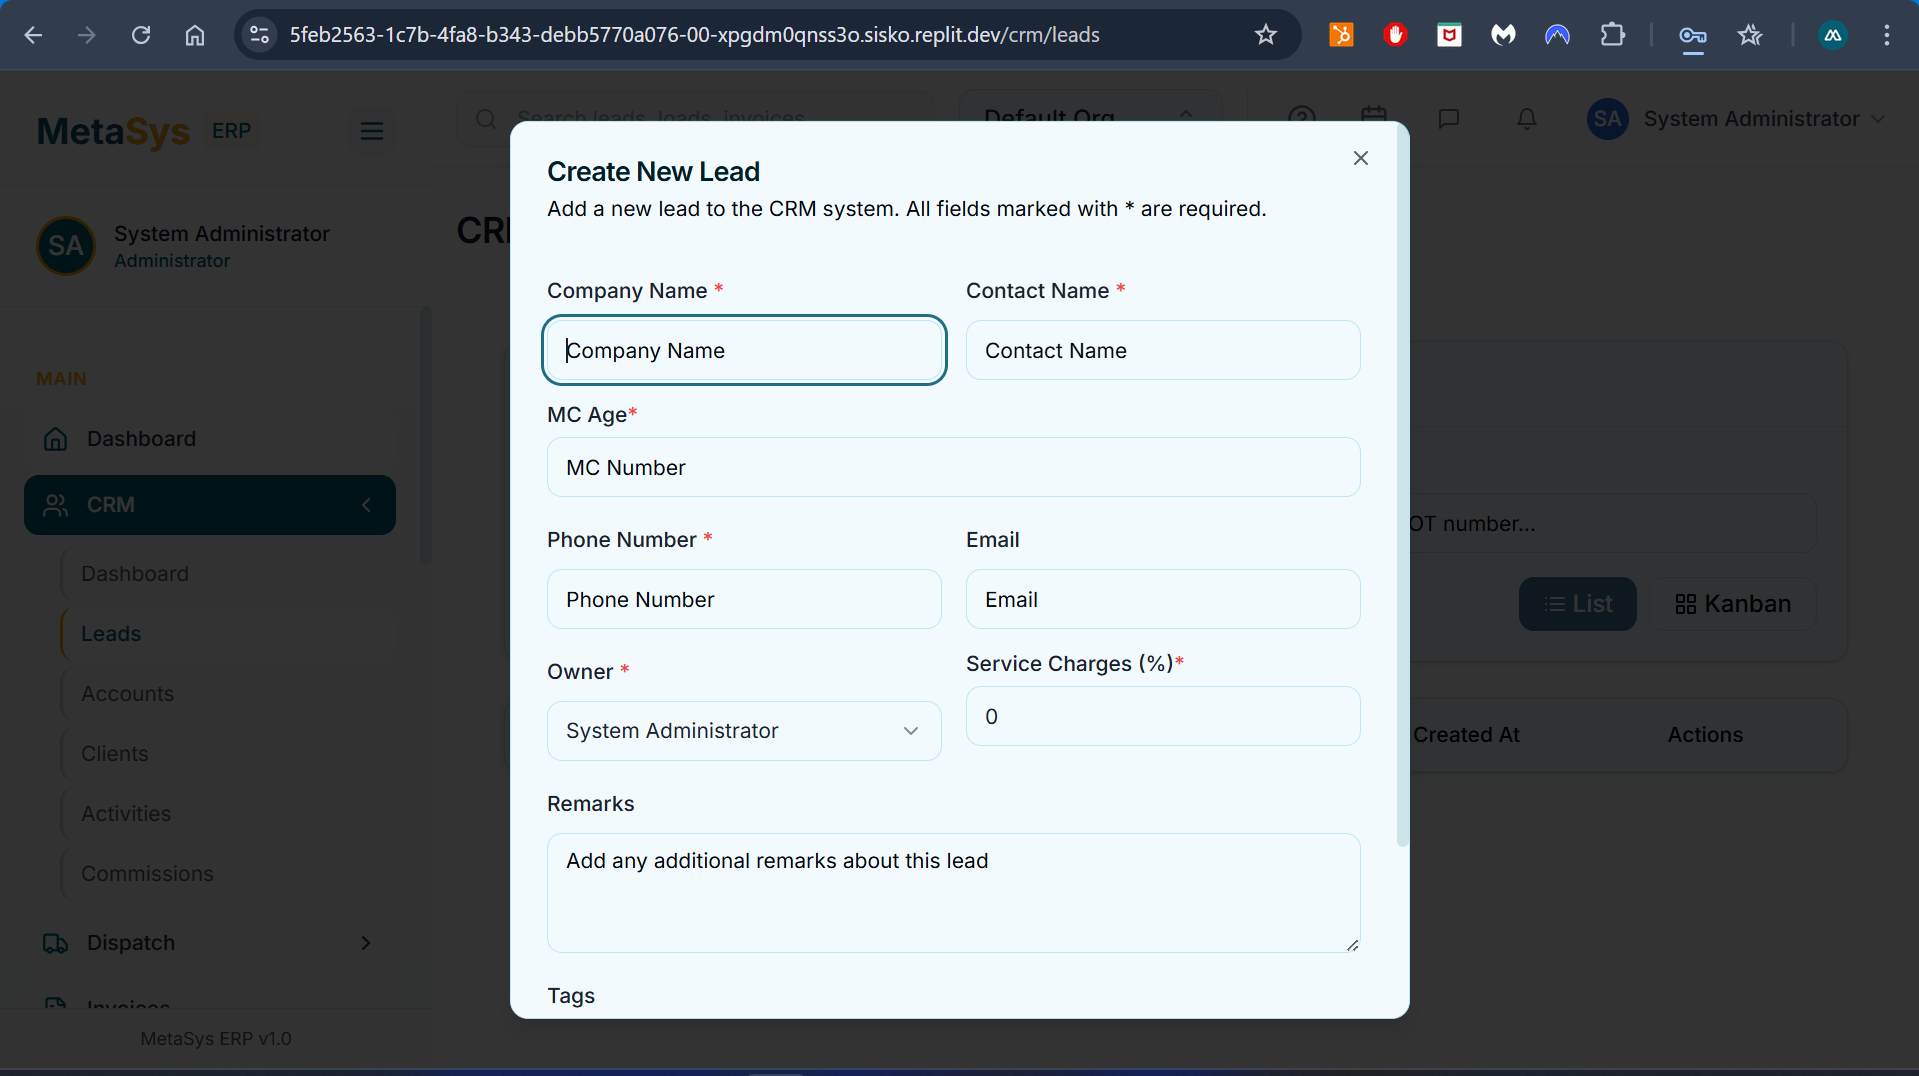 5feb2563-1c7b-4fa8-b343-debb5770a076-00-xpgdm0qnss3o.sisko.replit.dev/crm/leads
MetaSys ERP
Search leads, loads, invoices...
Default Org
SA System Administrator
SA
System Administrator
Administrator
MAIN
Dashboard
CRM
Dashboard
Leads
Accounts
Clients
Activities
Commissions
Dispatch
Invoices
MetaSys ERP v1.0
Create New Lead
Add a new lead to the CRM system. All fields marked with * are required.
Company Name *
Contact Name *
Company Name
Contact Name
MC Age*
MC Number
Phone Number *
Email
Phone Number
Email
Owner *
Service Charges (%)*
System Administrator
0
Remarks
Add any additional remarks about this lead
Tags
number...
List
Kanban
Created At
Actions